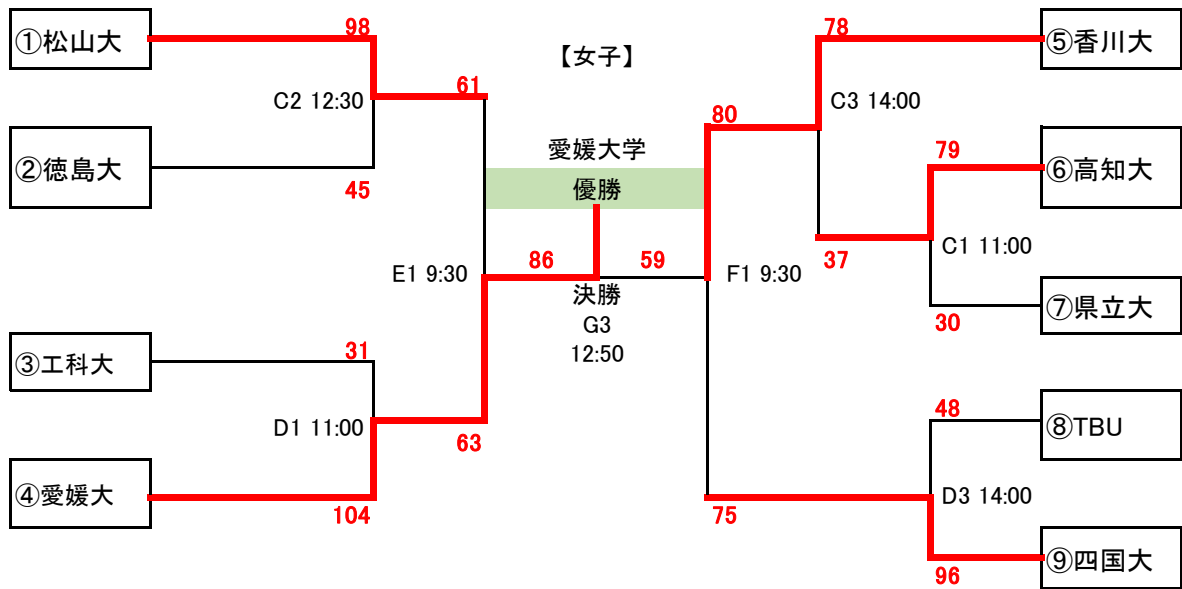 98
78
①松山大
⑤香川大
【女子】
61
C2 12:30
80
C3 14:00
愛媛大学
79
②徳島大
⑥高知大
45
優勝
C1 11:00
86
59
37
E1 9:30
F1 9:30
決勝
⑦県立大
G3
30
31
12:50
③工科大
48
D1 11:00
⑧TBU
63
④愛媛大
D3 14:00
104
75
⑨四国大
96